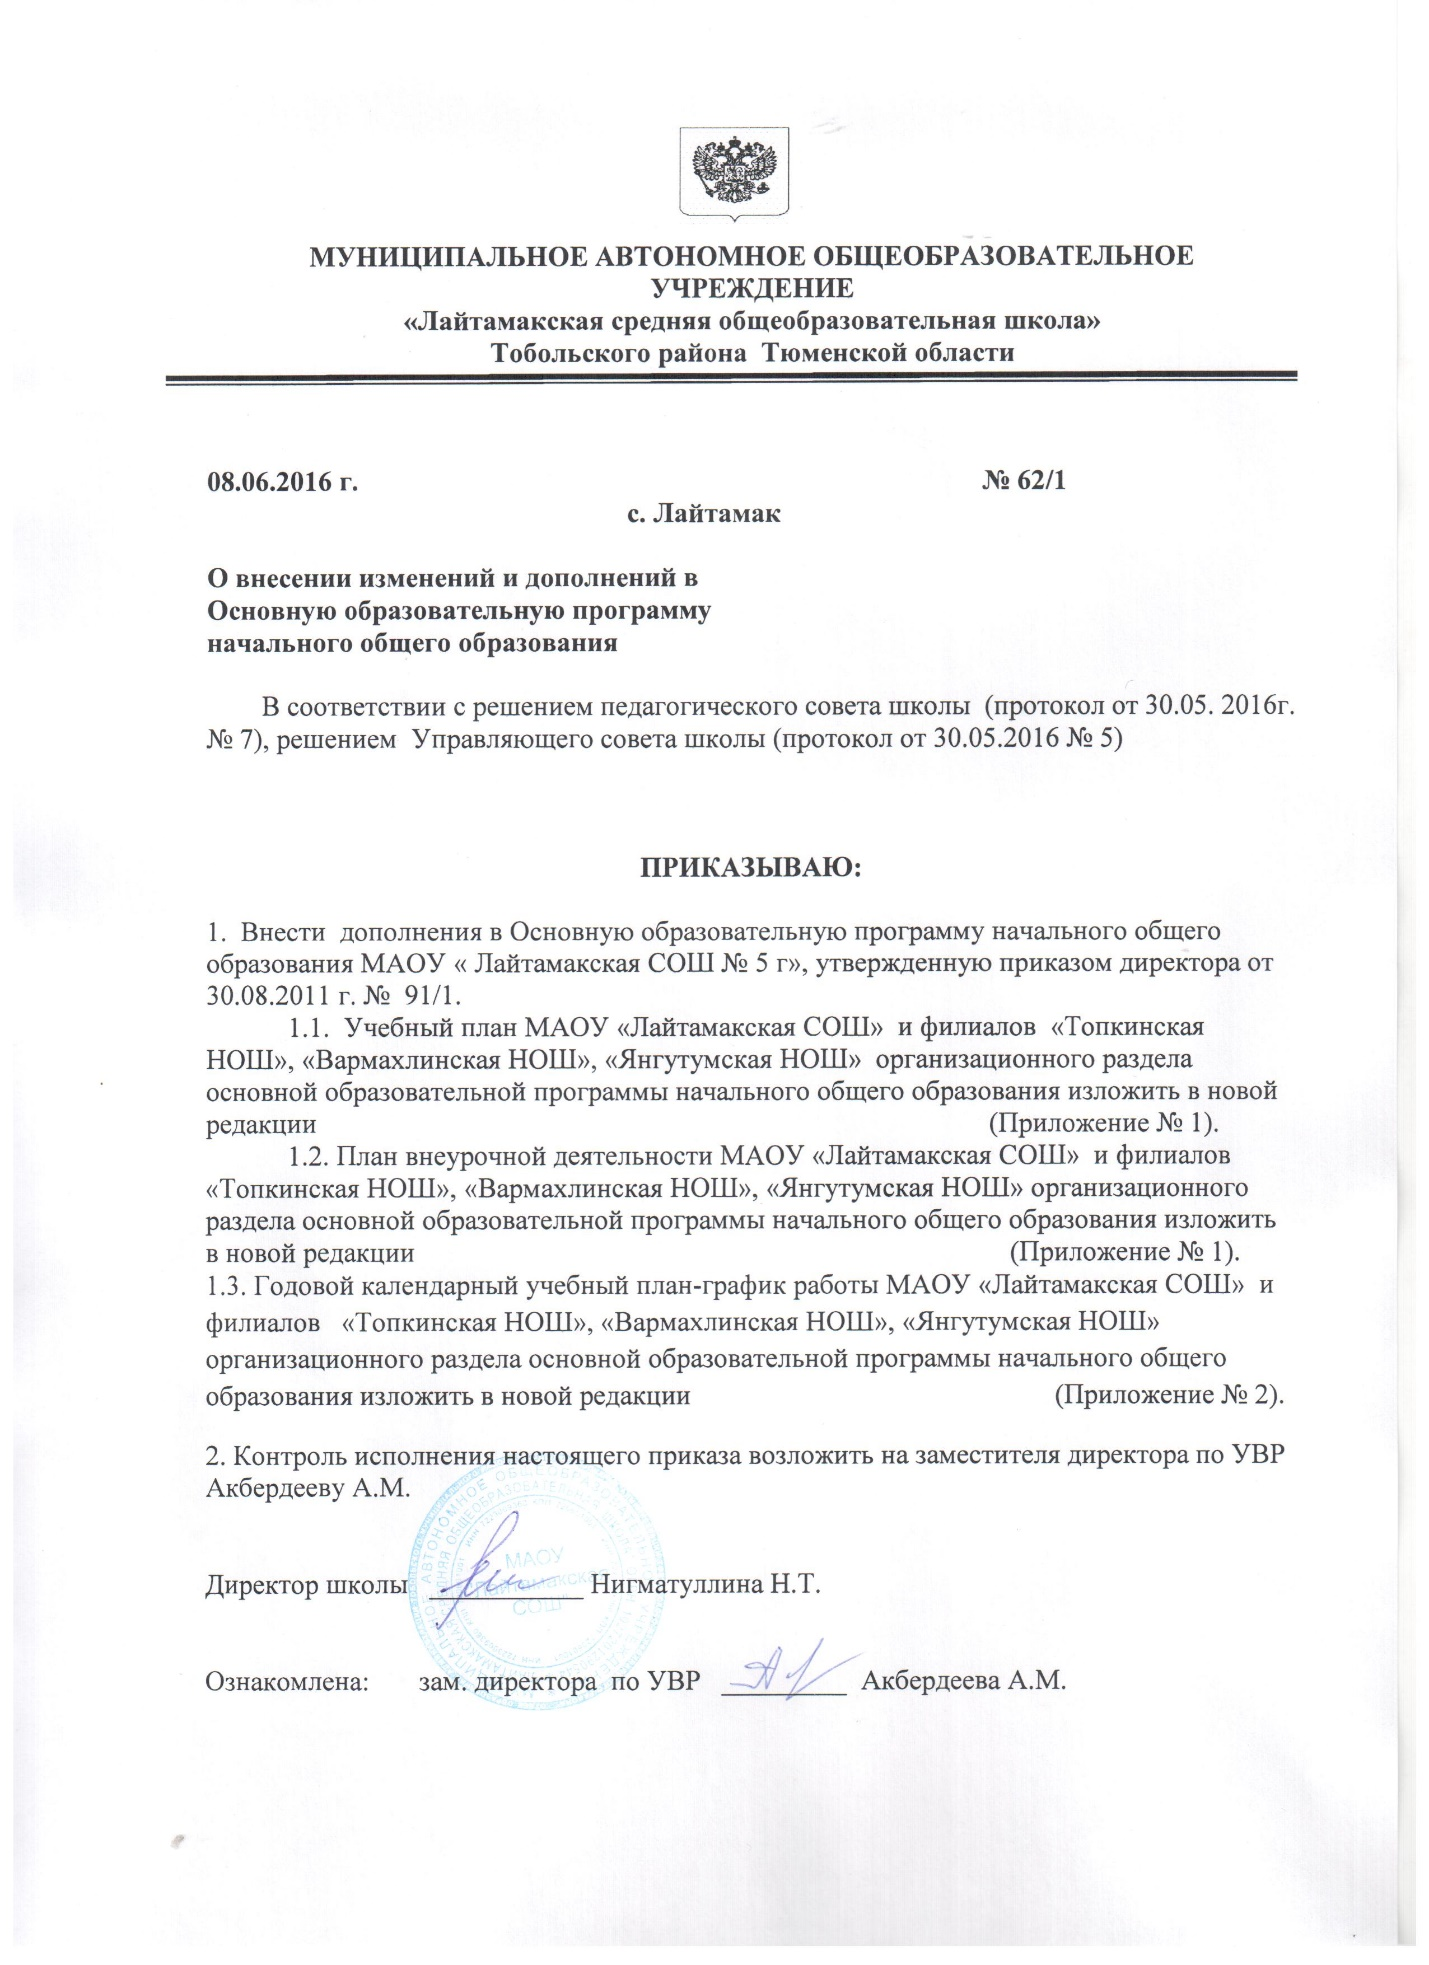 МУНИЦИПАЛЬНОЕ АВТОНОМНОЕ ОБЩЕОБРАЗОВАТЕЛЬНОЕ
УЧРЕЖДЕНИЕ
«Лайтамакская средняя общеобразовательная школа»
Тобольского района Тюменской области
08.06.2016 г. № 62/1
с. Лайтамак
О внесении изменений и дополнений в
Основную образовательную программу
начального общего образования
В соответствии с решением педагогического совета школы (протокол от 30.05. 2016г.
№ 7), решением Управляющего совета школы (протокол от 30.05.2016 № 5)
ПРИКАЗЫВАЮ:
1. Внести дополнения в Основную образовательную программу начального общего
образования МАОУ « Лайтамакская СОШ № 5 г», утвержденную приказом директора от
30.08.2011 г. № 91/1.
1.1. Учебный план МАОУ «Лайтамакская СОШ» и филиалов «Топкинская
НОШ», «Вармахлинская НОШ», «Янгутумская НОШ» организационного раздела
основной образовательной программы начального общего образования изложить в новой
редакции (Приложение № 1).
1.2. План внеурочной деятельности МАОУ «Лайтамакская СОШ» и филиалов
«Топкинская НОШ», «Вармахлинская НОШ», «Янгутумская НОШ» организационного
раздела основной образовательной программы начального общего образования изложить
в новой редакции (Приложение № 1).
1.3. Годовой календарный учебный план-график работы МАОУ «Лайтамакская СОШ» и
филиалов «Топкинская НОШ», «Вармахлинская НОШ», «Янгутумская НОШ»
организационного раздела основной образовательной программы начального общего
образования изложить в новой редакции (Приложение № 2).
2. Контроль исполнения настоящего приказа возложить на заместителя директора по УВР
Акбердееву А.М.
МАОУ
"Лайтамакская
СОШ"
Директор школы ___________ Нигматуллина Н.Т.
Ознакомлена: зам. директора по УВР _________ Акбердеева А.М.